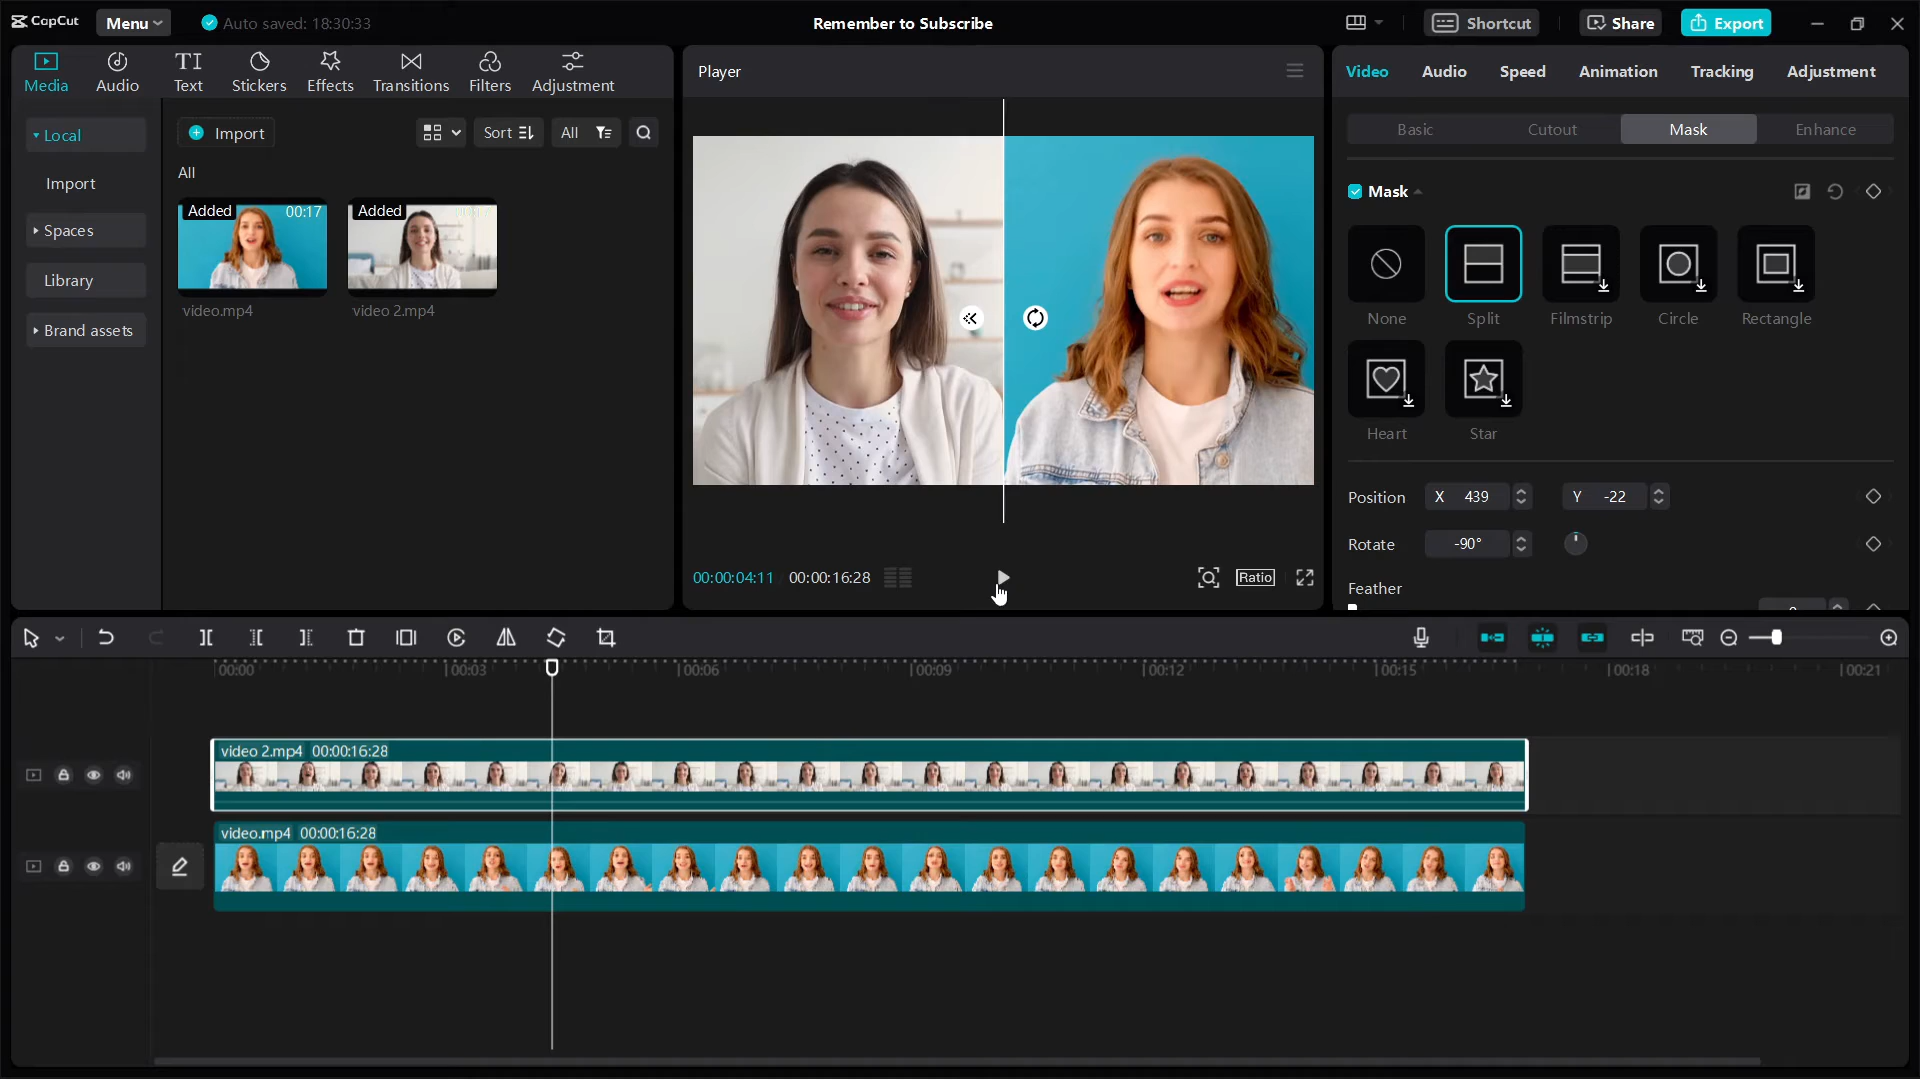 CapCut
Menu
Auto saved: 18:30:33
Remember to Subscribe
Shortcut
Share
Export
Media
Audio
Text
Stickers
Effects
Transitions
Filters
Adjustment
Local
Import
Spaces
Library
Brand assets
Import
Sort
All
All
Added 00:17
Added
video.mp4
video 2.mp4
Player
00:00:04:11
00:00:16:28
Ratio
Video
Audio
Speed
Animation
Tracking
Adjustment
Basic
Cutout
Mask
Enhance
Mask
None
Split
Filmstrip
Circle
Rectangle
Heart
Star
Position X 439 Y -22
Rotate -90°
Feather
00:00
00:03
00:06
00:09
00:12
00:15
00:18
00:21
video 2.mp4 00:00:16:28
video.mp4 00:00:16:28